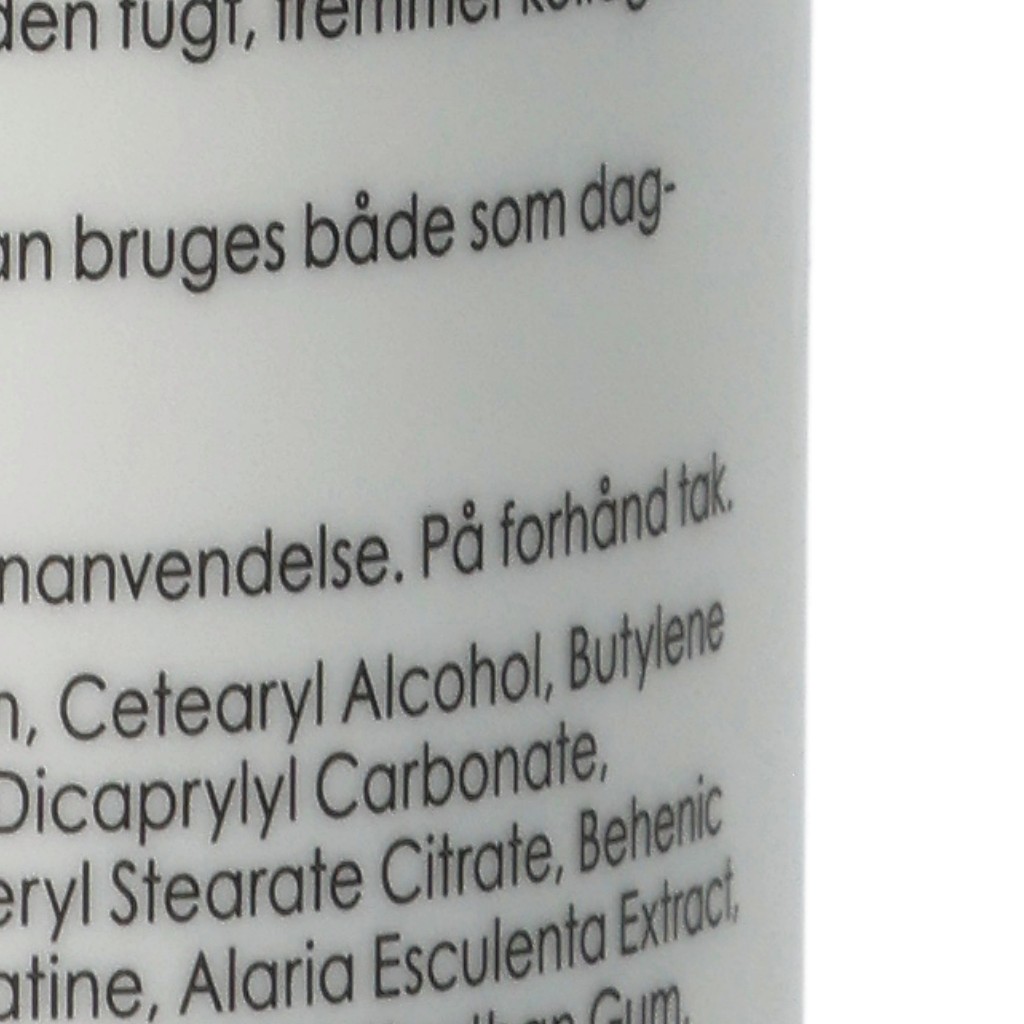 den fugt, fremmer
bruges både som dag-
nanvendelse. På forhånd tak.
Cetearyl Alcohol, Butylene
Dicaprylyl Carbonate,
eryl Stearate Citrate, Behenic
atine, Alaria Esculenta Extract,
Gum,